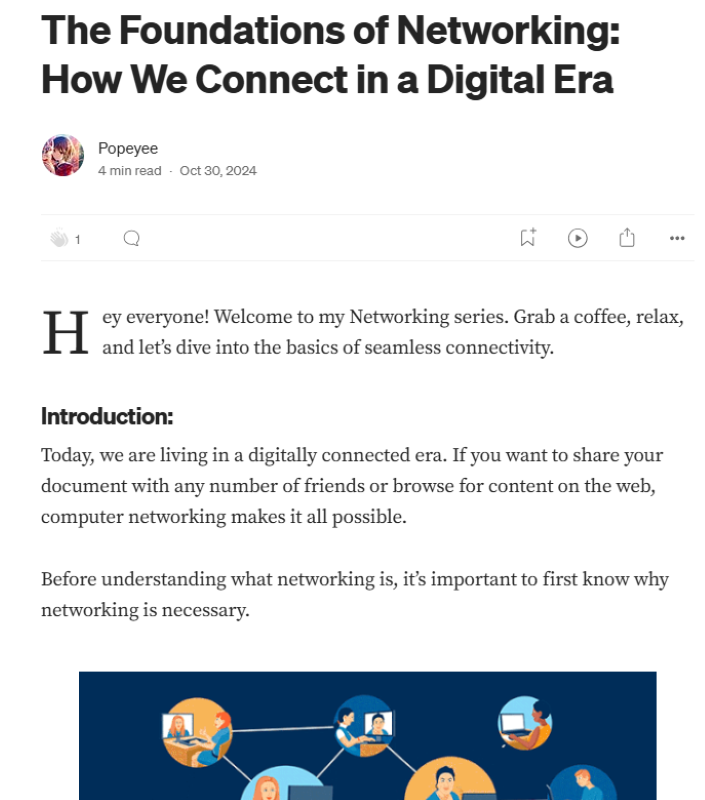 The Foundations of Networking:
How We Connect in a Digital Era
Popeyee
4 min read · Oct 30, 2024
1
Hey everyone! Welcome to my Networking series. Grab a coffee, relax,
and let’s dive into the basics of seamless connectivity.
Introduction:
Today, we are living in a digitally connected era. If you want to share your
document with any number of friends or browse for content on the web,
computer networking makes it all possible.
Before understanding what networking is, it’s important to first know why
networking is necessary.